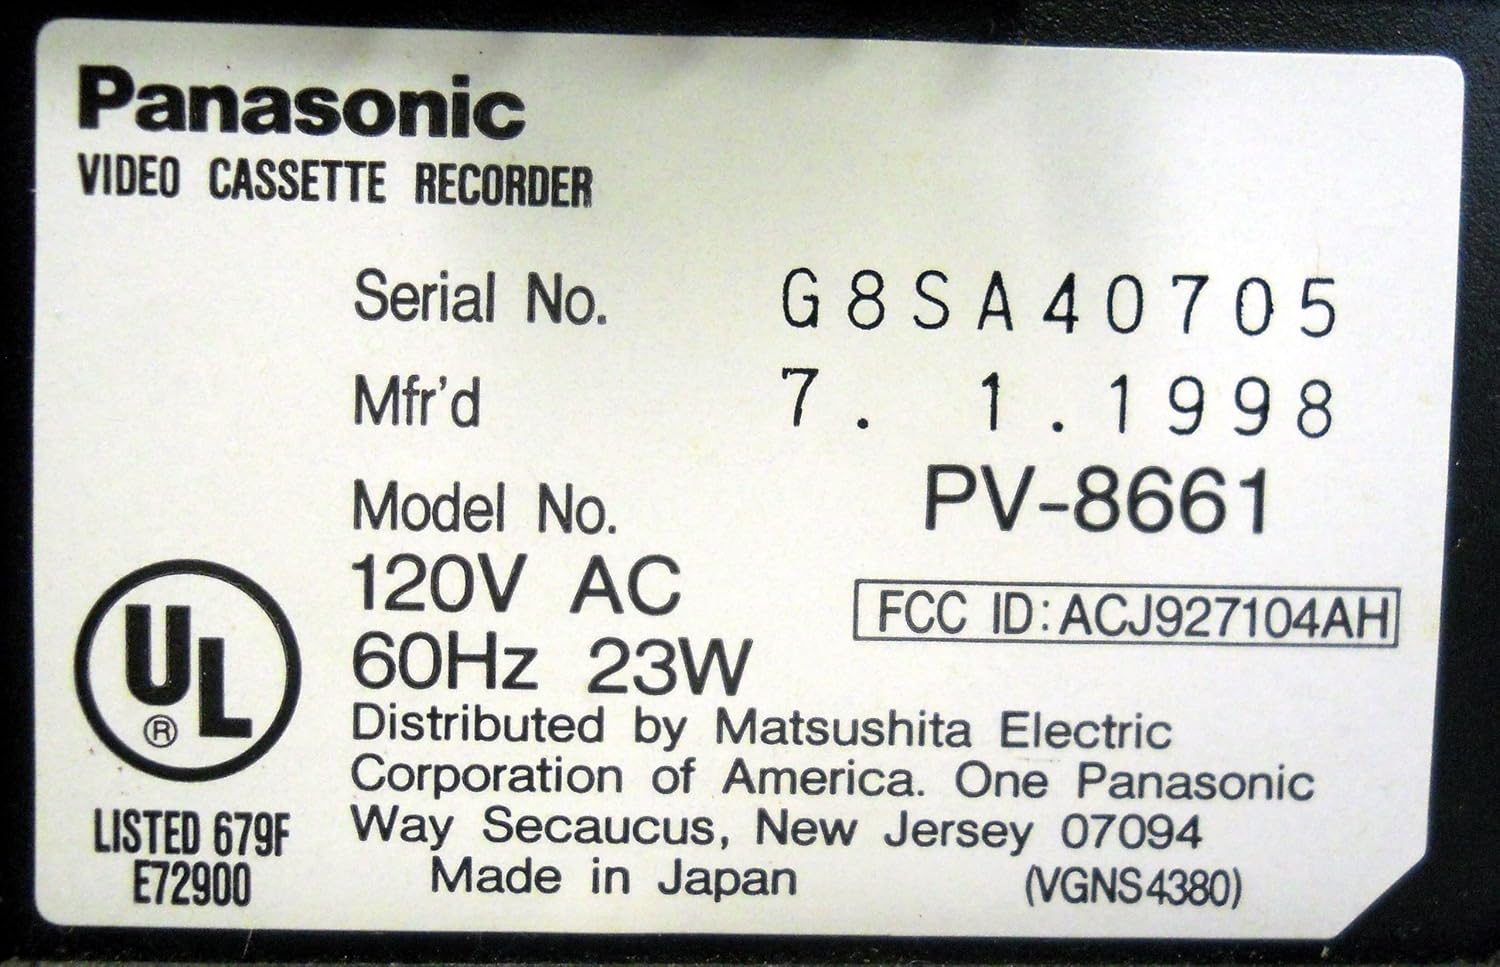 Panasonic
VIDEO CASSETTE RECORDER
Serial No. G8SA40705
Mfr'd 7. 1.1998
Model No. PV-8661
120V AC
60Hz 23W
FCC ID:ACJ927104AH
UL
®
LISTED 679F
E72900
Distributed by Matsushita Electric
Corporation of America. One Panasonic
Way Secaucus, New Jersey 07094
Made in Japan (VGNS4380)